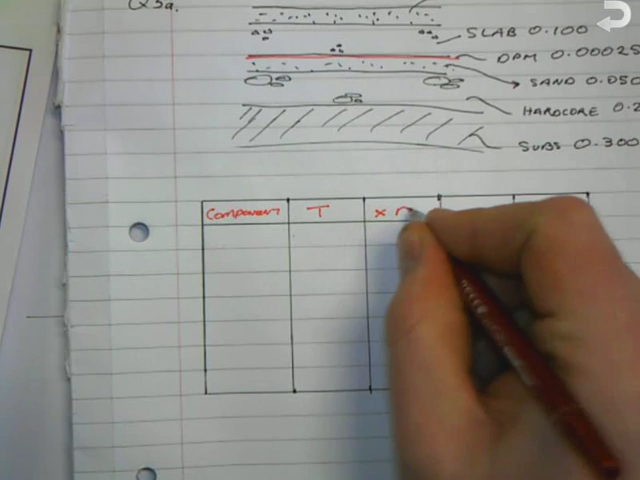 Q3a.
SLAB 0.100
DPM 0.00025
SAND 0.050
HARDCORE 0.2
SUBS 0.300
Component T × r